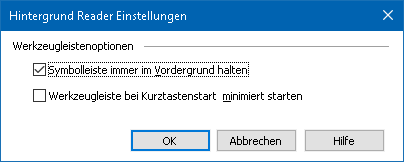 Hintergrund Reader Einstellungen
Werkzeugleistenoptionen
Symbolleiste immer im Vordergrund halten
Werkzeugleiste bei Kurztastenstart minimiert starten
OK Abbrechen Hilfe